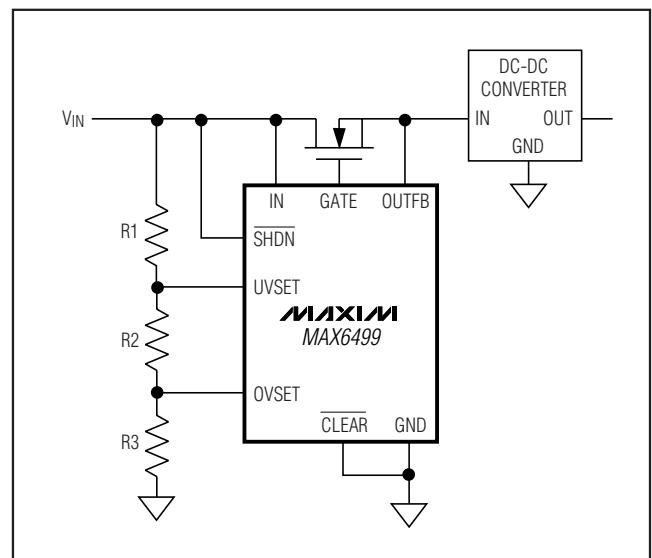 DC-DC
CONVERTER
VIN
IN
OUT
GND
IN
GATE
OUTFB
SHDN
R1
UVSET
MAXIM
MAX6499
R2
OVSET
CLEAR
GND
R3